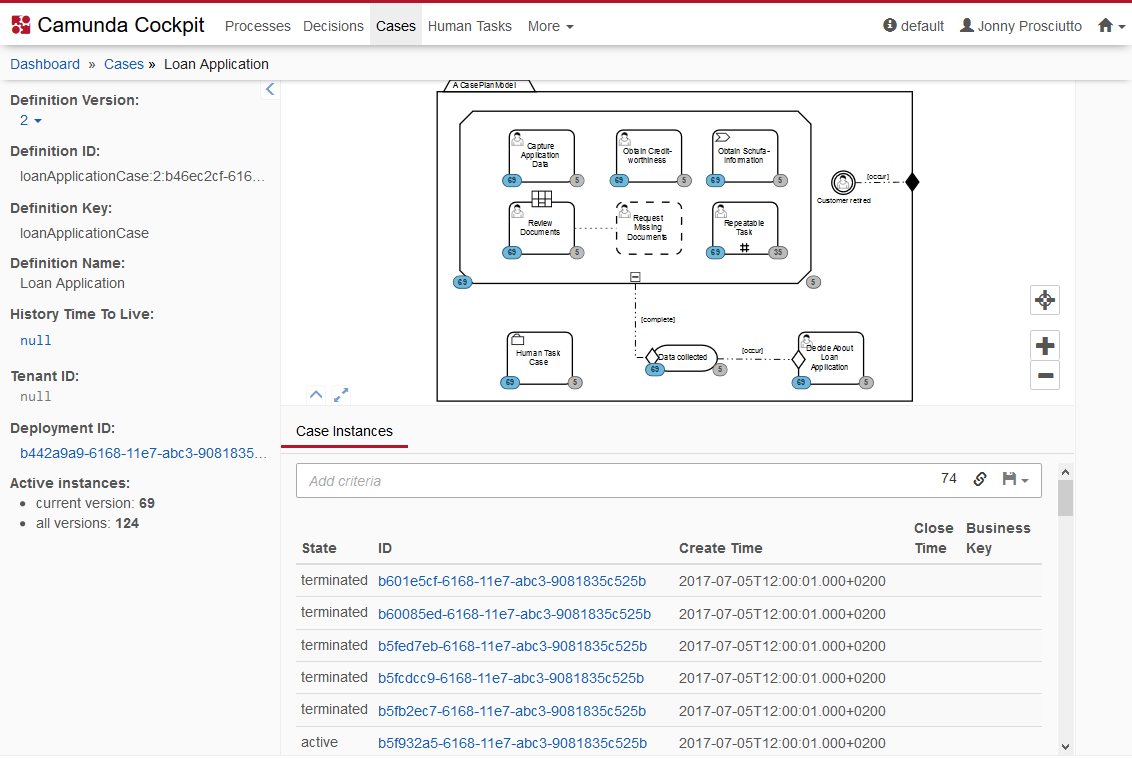 Camunda Cockpit Processes Decisions Cases Human Tasks More default Jonny Prosciutto
Dashboard » Cases » Loan Application
Definition Version:
2
Definition ID:
loanApplicationCase:2:b46ec2cf-616...
Definition Key:
loanApplicationCase
Definition Name:
Loan Application
History Time To Live:
null
Tenant ID:
null
Deployment ID:
b442a9a9-6168-11e7-abc3-9081835...
Active instances:
current version: 69
all versions: 124
A CasePlanModel
Capture
Application
Data
69 5
Obtain Credit-
worthiness
69 5
Obtain Schufa-
Information
69 5
[occur]
Customer retired
Review
Documents
69 5
Request
Missing
Documents
Repeatable
Task
69 35
69 5
[complete]
Human Task
Case
69 5
Data collected
69 5
[occur]
Decide About
Loan
Application
69 5
Case Instances
Add criteria 74
State ID Create Time Close Time Business Key
terminated b601e5cf-6168-11e7-abc3-9081835c525b 2017-07-05T12:00:01.000+0200
terminated b60085ed-6168-11e7-abc3-9081835c525b 2017-07-05T12:00:01.000+0200
terminated b5fed7eb-6168-11e7-abc3-9081835c525b 2017-07-05T12:00:01.000+0200
terminated b5fcdcc9-6168-11e7-abc3-9081835c525b 2017-07-05T12:00:01.000+0200
terminated b5fb2ec7-6168-11e7-abc3-9081835c525b 2017-07-05T12:00:01.000+0200
active b5f932a5-6168-11e7-abc3-9081835c525b 2017-07-05T12:00:01.000+0200